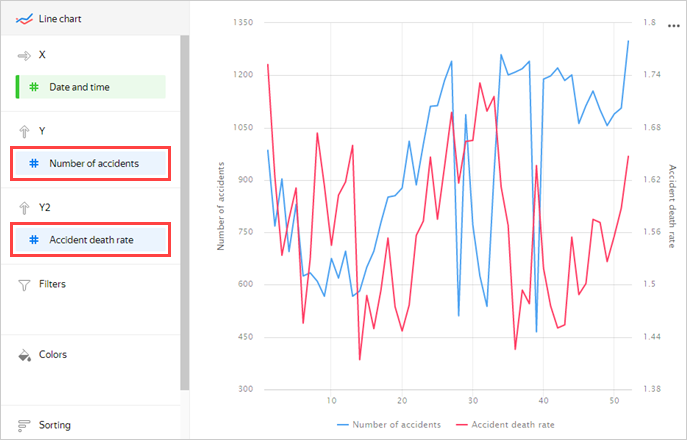 Line chart
X
# Date and time
Y
# Number of accidents
Y2
# Accident death rate
Filters
Colors
Sorting
1350
1200
1050
900
750
600
450
300
Number of accidents
1.8
1.74
1.68
1.62
1.56
1.5
1.44
1.38
Accident death rate
10
20
30
40
50
Number of accidents
Accident death rate